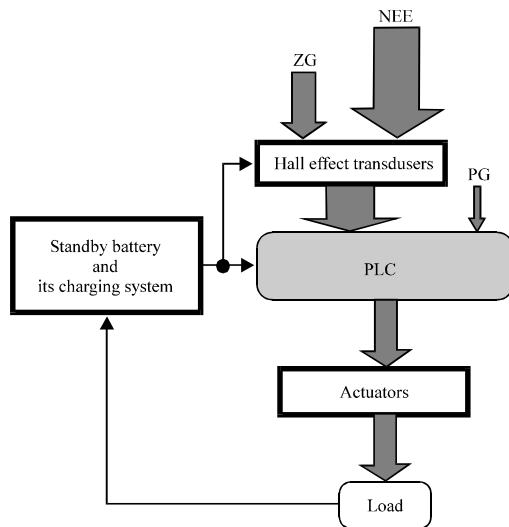 NEE
ZG
Hall effect transdusers
PG
Standby battery
and
its charging system
PLC
Actuators
Load